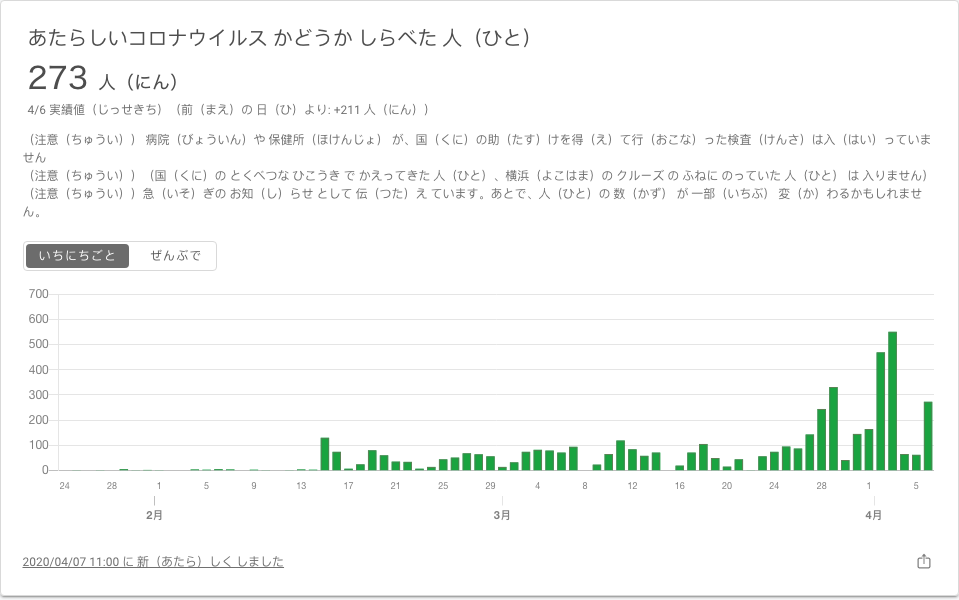 あたらしいコロナウイルス かどうか しらべた 人（ひと）
273 人（にん）
4/6 実績値（じっせきち）（前（まえ）の 日（ひ）より: +211 人（にん））
（注意（ちゅうい）） 病院（びょういん）や 保健所（ほけんじょ） が、国（くに）の助（たす）けを得（え）て行（おこな）った検査（けんさ）は入（はい）っていま
せん
（注意（ちゅうい））（国（くに）の とくべつな ひこうき で かえってきた 人（ひと）、横浜（よこはま）の クルーズ の ふねに のっていた 人（ひと） は 入りません）
（注意（ちゅうい））急（いそ）ぎの お知（し）らせ として 伝（つた）え ています。あとで、人（ひと）の 数（かず） が 一部（いちぶ） 変（か）わるかもしれませ
ん。
いちにちごと ぜんぶで
700
600
500
400
300
200
100
0
24 28 1 5 9 13 17 21 25 29 4 8 12 16 20 24 28 1 5
2月 3月 4月
2020/04/07 11:00 に 新（あたら）しく しました